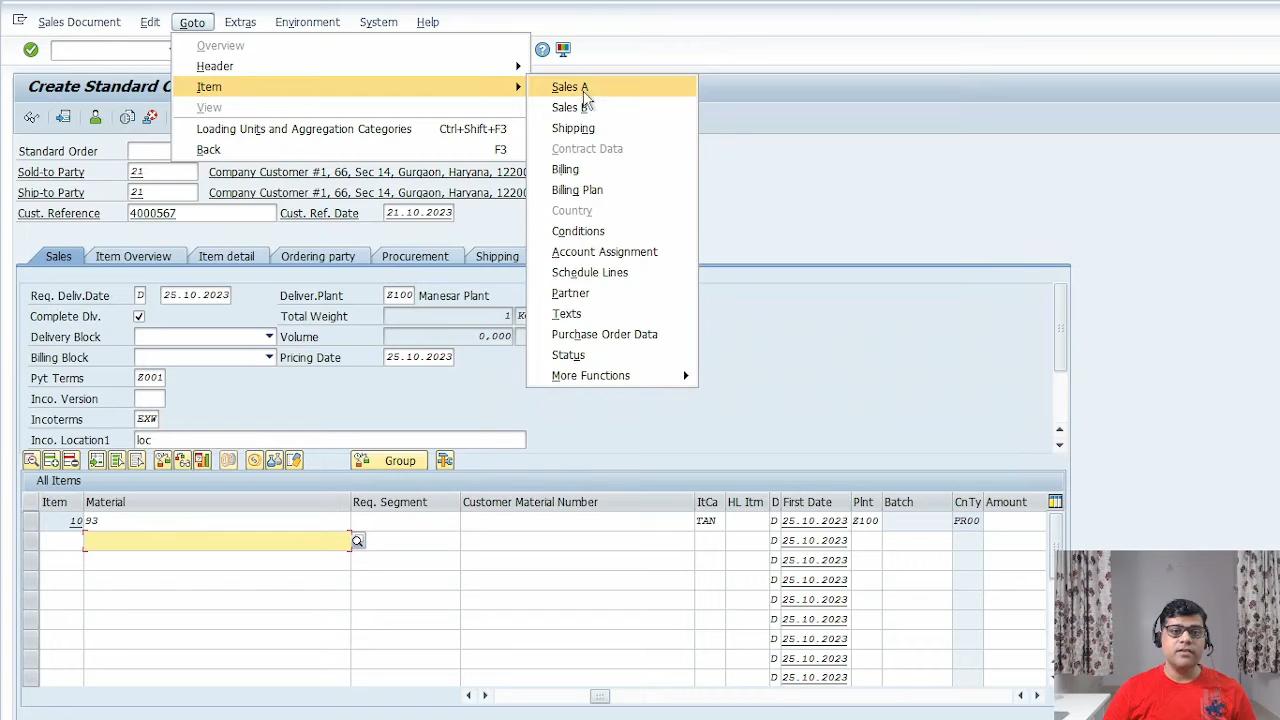 Sales Document Edit Goto Extras Environment System Help
Overview
Header
Create Standard C
Item
Sales A
View
Sales B
Loading Units and Aggregation Categories Ctrl+Shift+F3
Shipping
Back F3
Contract Data
Billing
Billing Plan
Country
Conditions
Account Assignment
Schedule Lines
Partner
Texts
Purchase Order Data
Status
More Functions
Standard Order
Sold-to Party 21 Company Customer #1, 66, Sec 14, Gurgaon, Haryana, 12200
Ship-to Party 21 Company Customer #1, 66, Sec 14, Gurgaon, Haryana, 12200
Cust. Reference 4000567 Cust. Ref. Date 21.10.2023
Sales Item Overview Item detail Ordering party Procurement Shipping
Req. Deliv.Date D 25.10.2023 Deliver.Plant Z100 Manesar Plant
Complete Dlv. Total Weight 1 K
Delivery Block Volume 0,000
Billing Block Pricing Date 25.10.2023
Pyt Terms Z001
Inco. Version
Incoterms EXW
Inco. Location1 loc
Group
All Items
Item Material Req. Segment Customer Material Number ItCa HL Itm D First Date Plnt Batch CnTy Amount
10 93 TAN D 25.10.2023 Z100 PR00
D 25.10.2023
D 25.10.2023
D 25.10.2023
D 25.10.2023
D 25.10.2023
D 25.10.2023
D 25.10.2023
D 25.10.2023